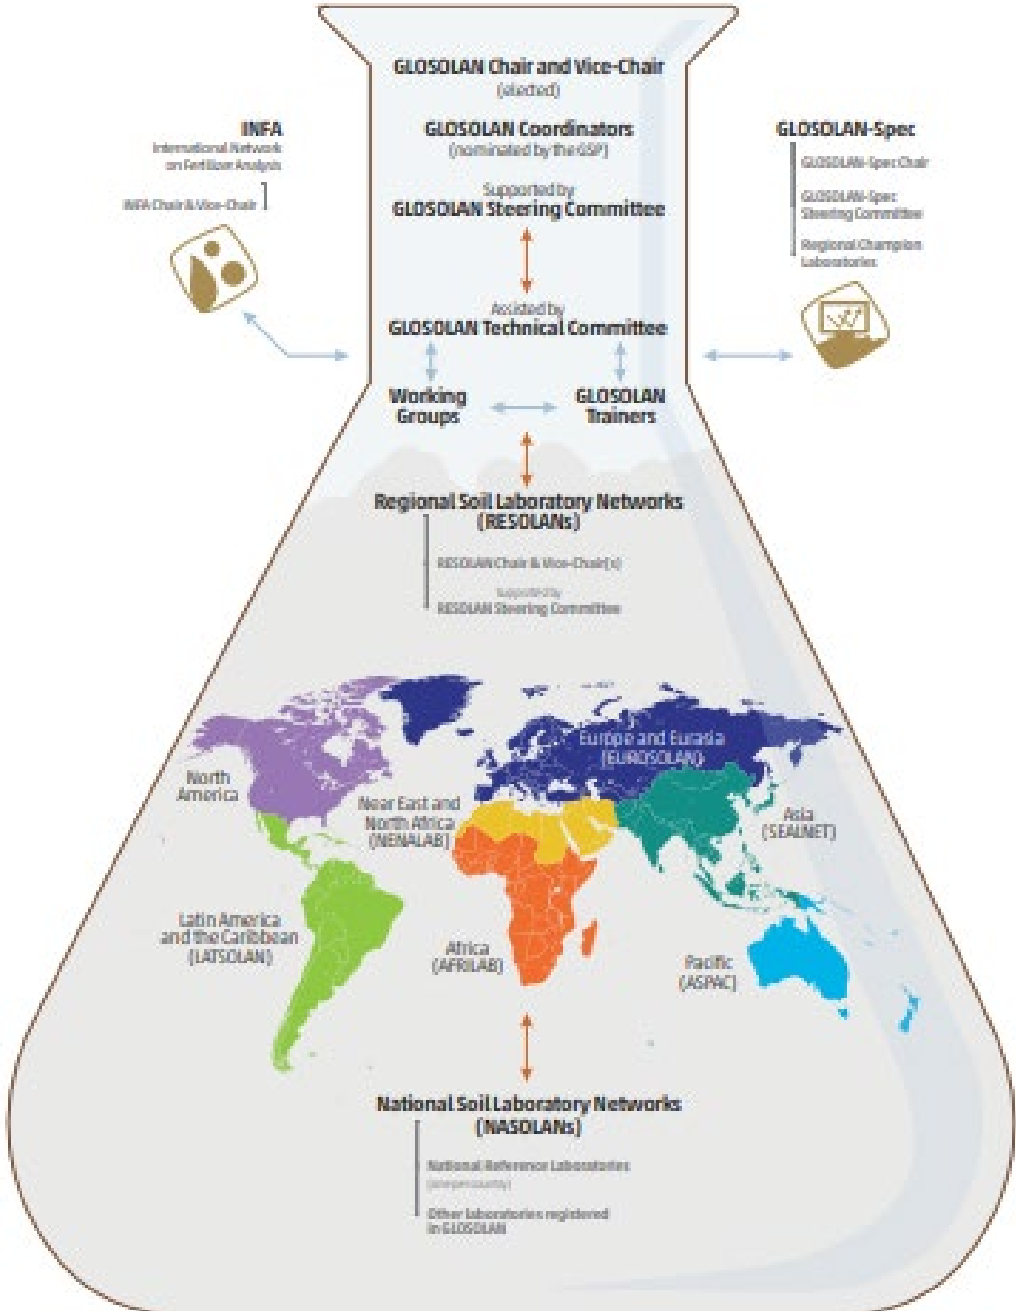 GLOSOLAN Chair and Vice-Chair
(elected)
GLOSOLAN Coordinators
(nominated by the GSP)
Supported by
GLOSOLAN Steering Committee
INFA
International Network
on Fertilizer Analysis
INFA Chair & Vice-Chair
GLOSOLAN-Spec
GLOSOLAN-Spec Chair
GLOSOLAN-Spec
Steering Committee
Regional Champion
Laboratories
Assisted by
GLOSOLAN Technical Committee
Working
Groups
GLOSOLAN
Trainers
Regional Soil Laboratory Networks
(RESOLANs)
RESOLAN Chair & Vice-Chair(s)
Supported by
RESOLAN Steering Committee
Europe and Eurasia
(EUROSOLAN)
North
America
Near East and
North Africa
(NENALAB)
Asia
(SEALNET)
Latin America
and the Caribbean
(LATSOLAN)
Africa
(AFRILAB)
Pacific
(ASPAC)
National Soil Laboratory Networks
(NASOLANs)
National Reference Laboratories
(one per country)
Other laboratories registered
in GLOSOLAN